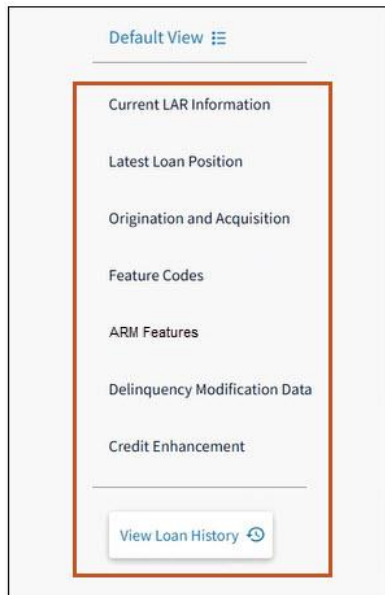 Default View
Current LAR Information
Latest Loan Position
Origination and Acquisition
Feature Codes
ARM Features
Delinquency Modification Data
Credit Enhancement
View Loan History